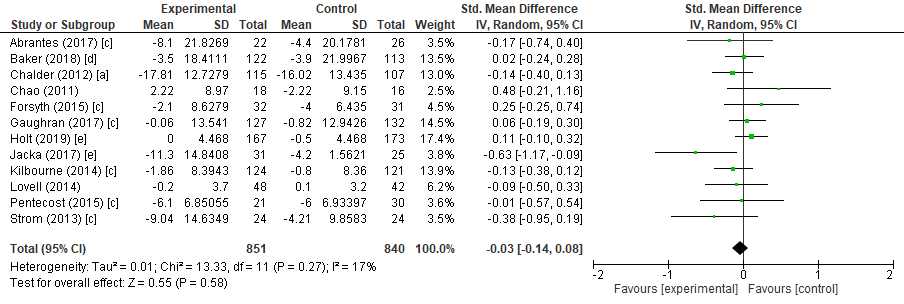 Experimental Control Std. Mean Difference Std. Mean Difference
Study or Subgroup Mean SD Total Mean SD Total Weight IV, Random, 95% CI IV, Random, 95% CI
Abrantes (2017) [c] -8.1 21.8269 22 -4.4 20.1781 26 3.5% -0.17 [-0.74, 0.40]
Baker (2018) [d] -3.5 18.4111 122 -3.9 21.9967 113 13.8% 0.02 [-0.24, 0.28]
Chalder (2012) [a] -17.81 12.7279 115 -16.02 13.435 107 13.2% -0.14 [-0.40, 0.13]
Chao (2011) 2.22 8.97 18 -2.22 9.15 16 2.5% 0.48 [-0.21, 1.16]
Forsyth (2015) [c] -2.1 8.6279 32 -4 6.435 31 4.5% 0.25 [-0.25, 0.74]
Gaughran (2017) [c] -0.06 13.541 127 -0.82 12.9426 132 14.8% 0.06 [-0.19, 0.30]
Holt (2019) [e] 0 4.468 167 -0.5 4.468 173 17.9% 0.11 [-0.10, 0.32]
Jacka (2017) [e] -11.3 14.8408 31 -4.2 1.5621 25 3.9% -0.63 [-1.17, -0.09]
Kilbourne (2014) [c] -1.86 8.3943 124 -0.8 8.36 121 14.2% -0.13 [-0.38, 0.12]
Lovell (2014) -0.2 3.7 48 0.1 3.2 42 6.4% -0.09 [-0.50, 0.33]
Pentecost (2015) [c] -6.1 6.85055 21 -6 6.93397 30 3.7% -0.01 [-0.57, 0.54]
Strom (2013) [c] -9.04 14.6349 24 -4.21 9.8583 24 3.5% -0.38 [-0.95, 0.19]
Total (95% CI) 851 840 100.0% -0.03 [-0.14, 0.08]
Heterogeneity: Tau² = 0.01; Chi² = 13.33, df = 11 (P = 0.27); I² = 17%
Test for overall effect: Z = 0.55 (P = 0.58)
-2 -1 0 1 2
Favours [experimental] Favours [control]